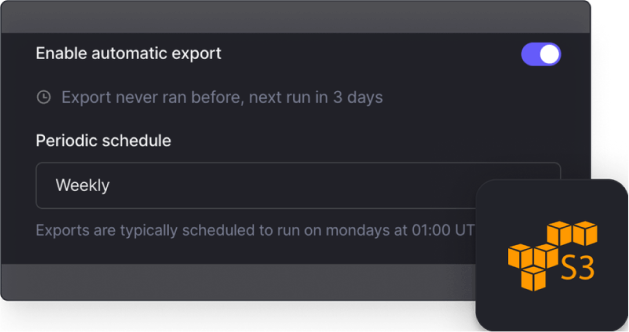 Enable automatic export
Export never ran before, next run in 3 days
Periodic schedule
Weekly
Exports are typically scheduled to run on mondays at 01:00 UT
S3